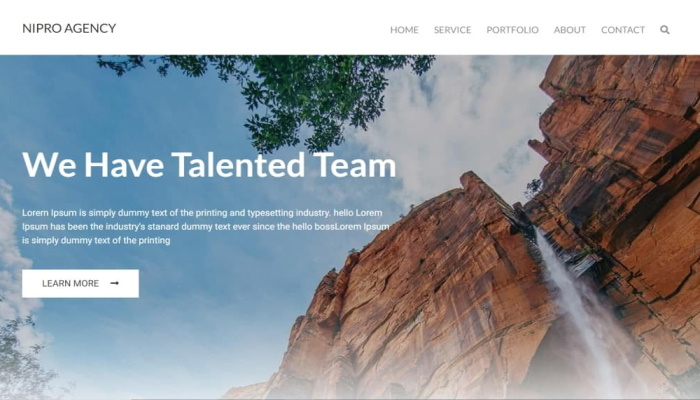 NIPRO AGENCY
HOME SERVICE PORTFOLIO ABOUT CONTACT
We Have Talented Team
Lorem Ipsum is simply dummy text of the printing and typesetting industry. hello Lorem
Ipsum has been the industry's stanard dummy text ever since the hello bossLorem Ipsum
is simply dummy text of the printing
LEARN MORE